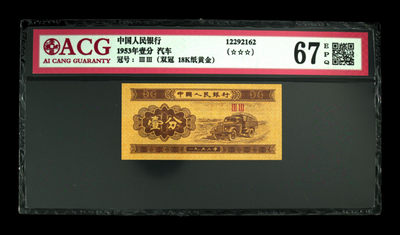 ACG
AI CANG GUARANTY
中国人民银行
1953年壹分 汽车
冠号：ⅢⅢ（双冠 18K纸黄金）
12292162
(☆☆☆)
67 EPQ
中国人民银行
ⅢⅢ
壹分
一九五三年